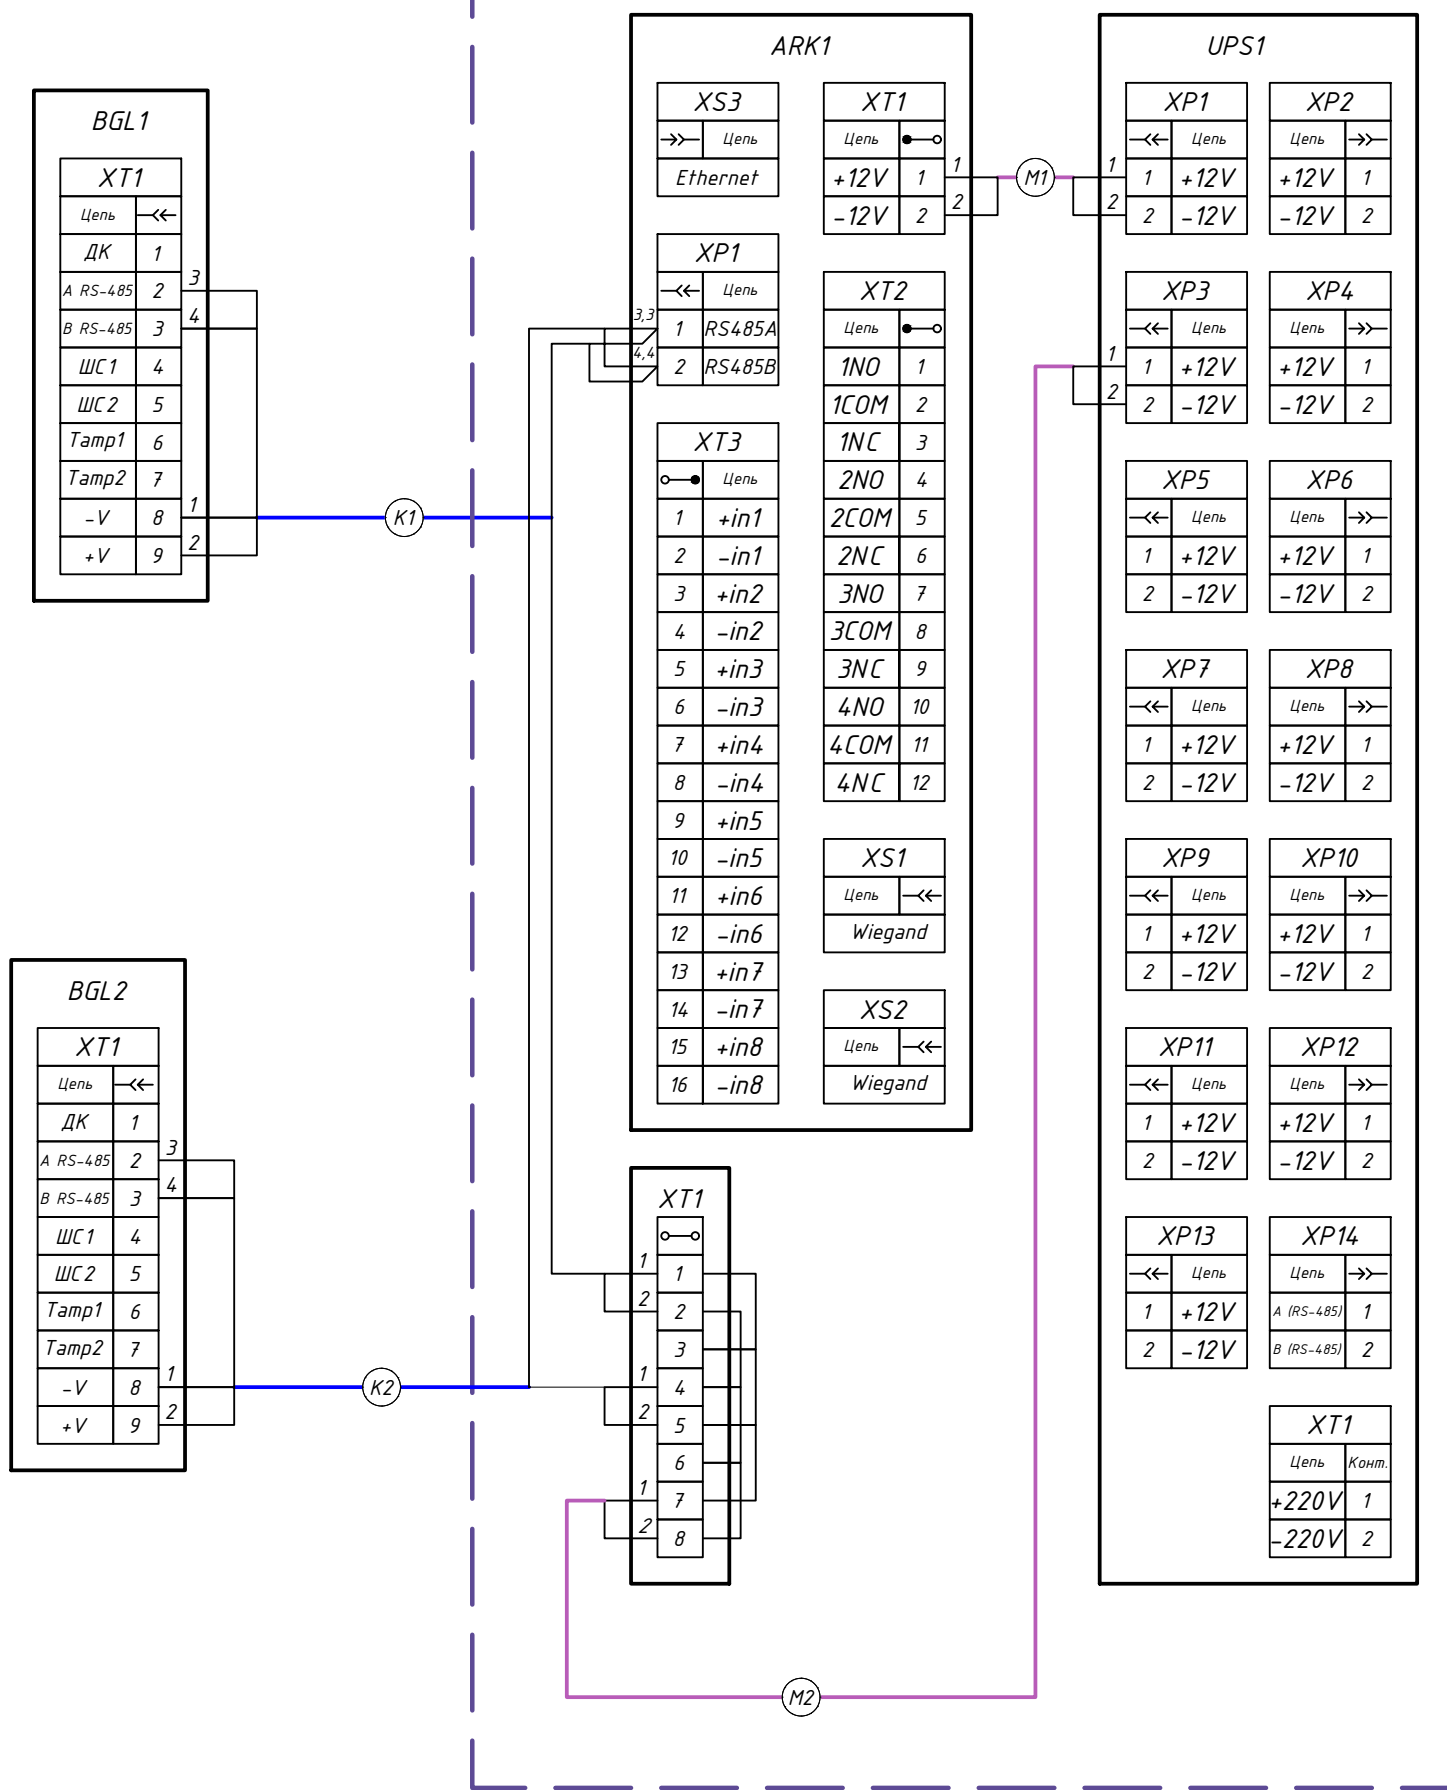 BGL1
XT1
Цепь
ДК 1
A RS-485 2 3
B RS-485 3 4
ШС1 4
ШС2 5
Tamp1 6
Tamp2 7
-V 8 1
+V 9 2
K1
BGL2
XT1
Цепь
ДК 1
A RS-485 2 3
B RS-485 3 4
ШС1 4
ШС2 5
Tamp1 6
Tamp2 7
-V 8 1
+V 9 2
K2
ARK1
XS3
Цепь
Ethernet
XP1
Цепь
3,3 1 RS485A
4,4 2 RS485B
XT3
Цепь
1 +in1
2 -in1
3 +in2
4 -in2
5 +in3
6 -in3
7 +in4
8 -in4
9 +in5
10 -in5
11 +in6
12 -in6
13 +in7
14 -in7
15 +in8
16 -in8
XT1
Цепь
+12V 1 1
-12V 2 2
XT2
Цепь
1NO 1
1COM 2
1NC 3
2NO 4
2COM 5
2NC 6
3NO 7
3COM 8
3NC 9
4NO 10
4COM 11
4NC 12
XS1
Цепь
Wiegand
XS2
Цепь
Wiegand
XT1
1 1
2 2
3
1 4
2 5
6
1 7
2 8
M1
M2
UPS1
XP1
Цепь
1 1 +12V
2 2 -12V
XP2
Цепь
+12V 1
-12V 2
XP3
Цепь
1 1 +12V
2 2 -12V
XP4
Цепь
+12V 1
-12V 2
XP5
Цепь
1 +12V
2 -12V
XP6
Цепь
+12V 1
-12V 2
XP7
Цепь
1 +12V
2 -12V
XP8
Цепь
+12V 1
-12V 2
XP9
Цепь
1 +12V
2 -12V
XP10
Цепь
+12V 1
-12V 2
XP11
Цепь
1 +12V
2 -12V
XP12
Цепь
+12V 1
-12V 2
XP13
Цепь
1 +12V
2 -12V
XP14
Цепь
A (RS-485) 1
B (RS-485) 2
XT1
Цепь Конт.
+220V 1
-220V 2